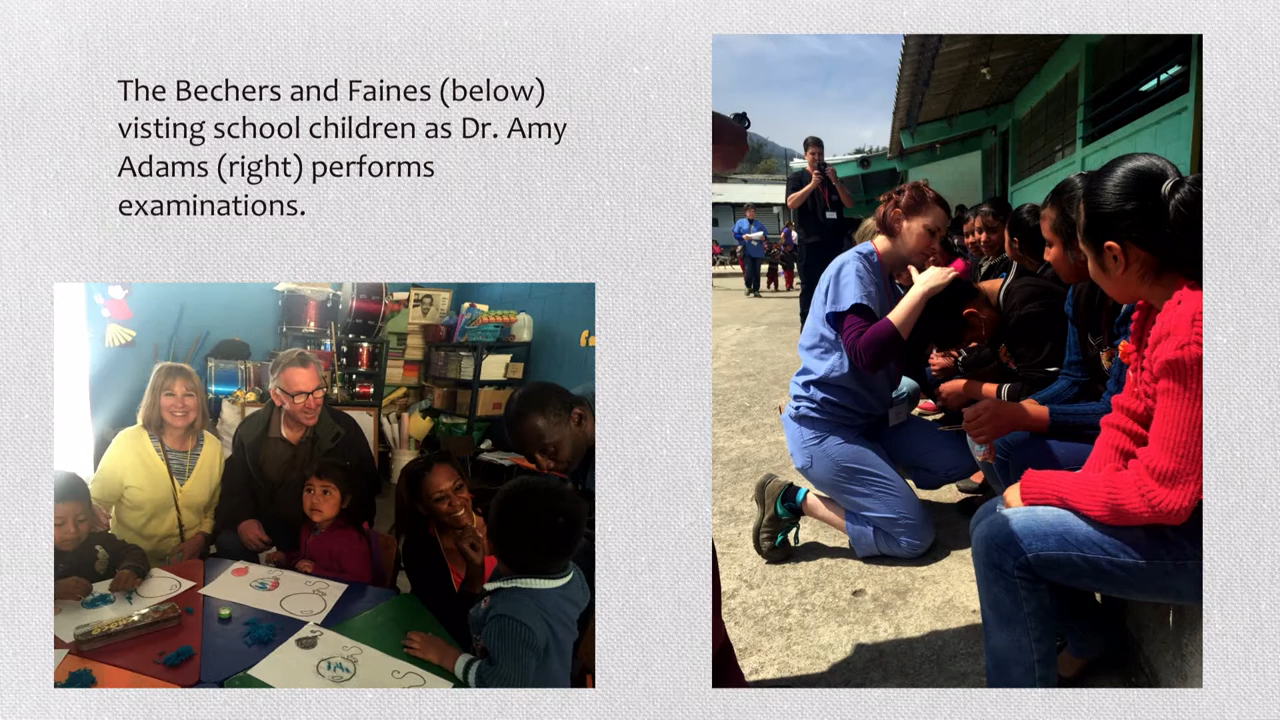 The Bechers and Faines (below)
visting school children as Dr. Amy
Adams (right) performs
examinations.